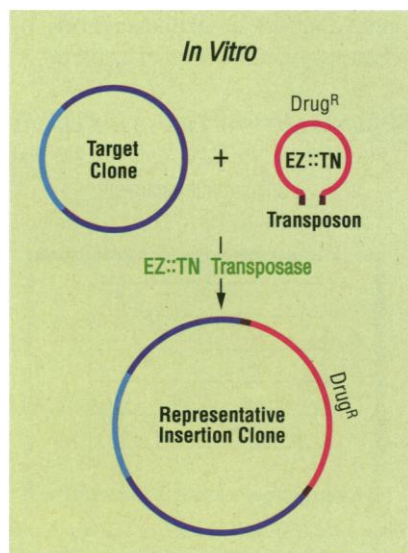 In Vitro
Drug^R
Target
Clone
+
EZ::TN
Transposon
EZ::TN Transposase
Drug^R
Representative
Insertion Clone